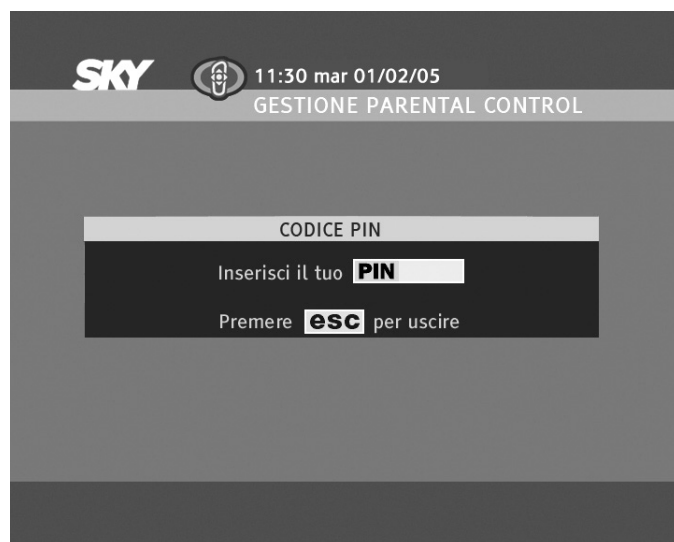 SKY
11:30 mar 01/02/05
GESTIONE PARENTAL CONTROL
CODICE PIN
Inserisci il tuo PIN
Premere esc per uscire